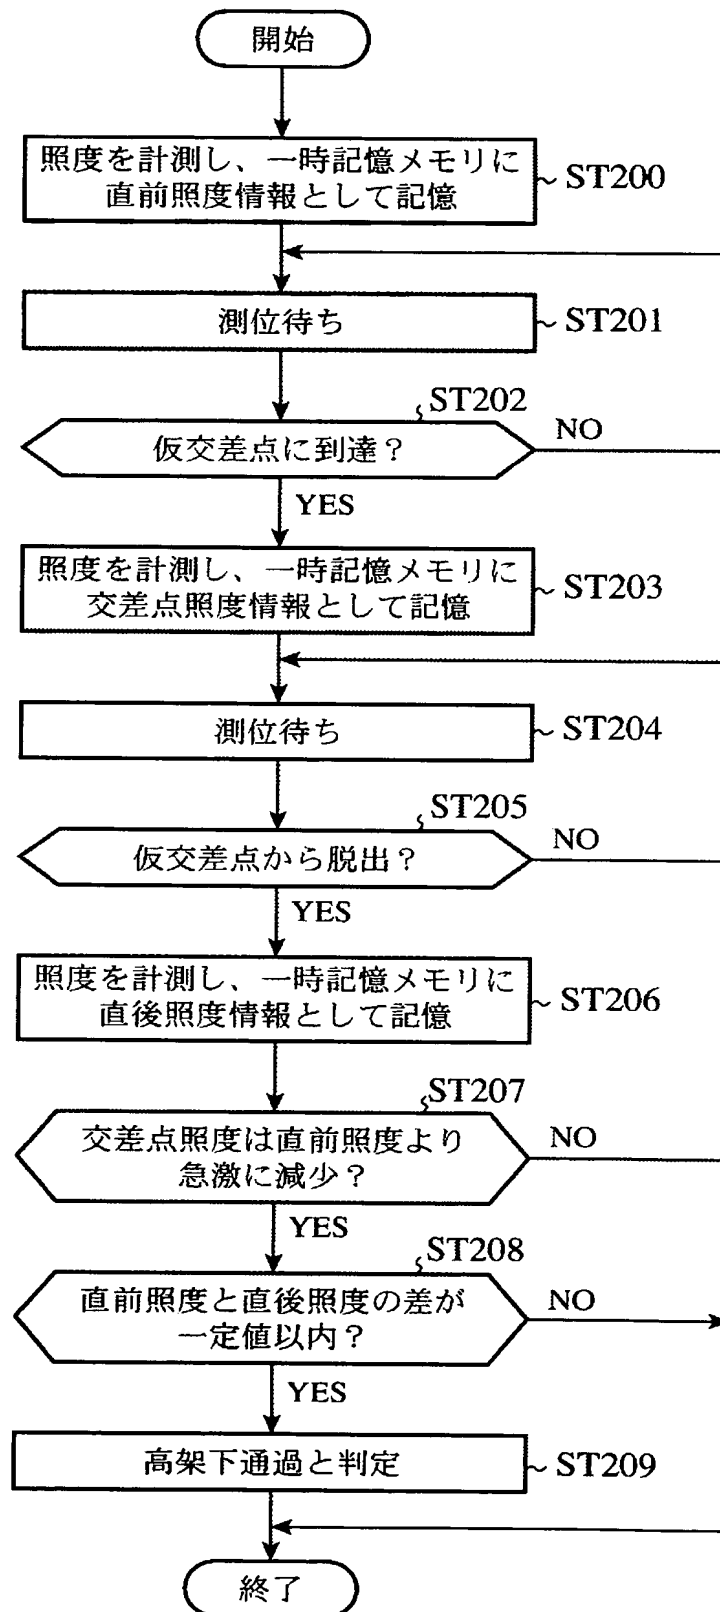 開始
照度を計測し、一時記憶メモリに
直前照度情報として記憶
ST200
測位待ち
ST201
ST202
仮交差点に到達？
NO
YES
照度を計測し、一時記憶メモリに
交差点照度情報として記憶
ST203
測位待ち
ST204
ST205
仮交差点から脱出？
NO
YES
照度を計測し、一時記憶メモリに
直後照度情報として記憶
ST206
ST207
交差点照度は直前照度より
急激に減少？
NO
YES
ST208
直前照度と直後照度の差が
一定値以内？
NO
YES
高架下通過と判定
ST209
終了